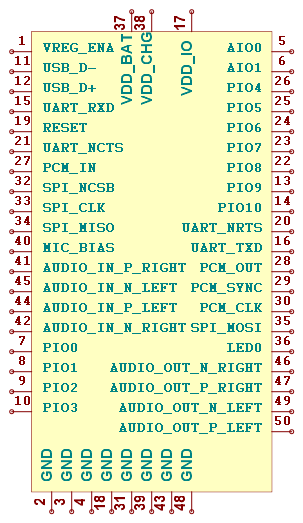 37 38 17
VDD_BAT VDD_CHG VDD_IO
1 VREG_ENA AIO0 5
11 USB_D- AIO1 6
12 USB_D+ PIO4 26
15 UART_RXD PIO5 25
19 RESET PIO6 24
21 UART_NCTS PIO7 23
27 PCM_IN PIO8 22
32 SPI_NCSB PIO9 13
33 SPI_CLK PIO10 14
34 SPI_MISO UART_NRTS 20
40 MIC_BIAS UART_TXD 16
41 AUDIO_IN_P_RIGHT PCM_OUT 28
45 AUDIO_IN_N_LEFT PCM_SYNC 29
44 AUDIO_IN_P_LEFT PCM_CLK 30
42 AUDIO_IN_N_RIGHT SPI_MOSI 35
7 PIO0 LED0 36
8 PIO1 AUDIO_OUT_N_RIGHT 46
9 PIO2 AUDIO_OUT_P_RIGHT 47
10 PIO3 AUDIO_OUT_N_LEFT 49
AUDIO_OUT_P_LEFT 50
GND GND GND GND GND GND GND GND
2 3 4 18 31 39 43 48